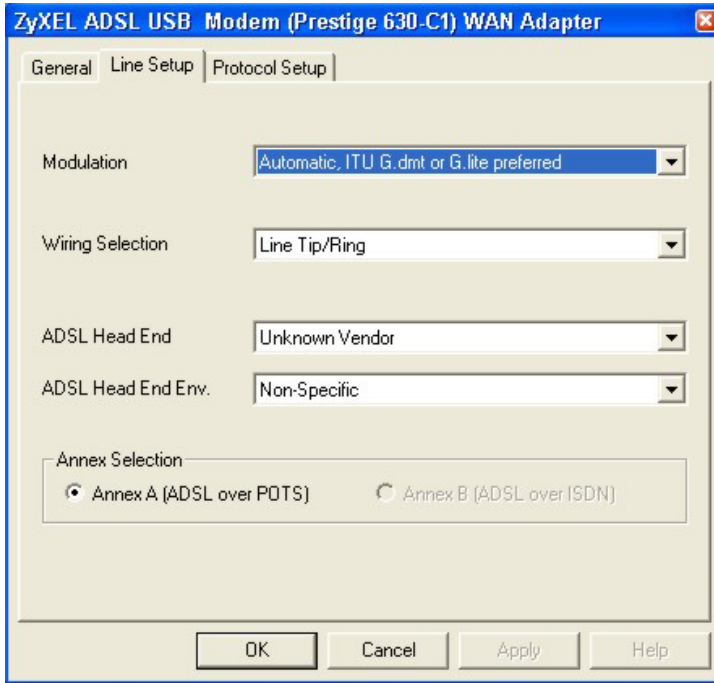 ZyXEL ADSL USB Modem (Prestige 630-C1) WAN Adapter
General Line Setup Protocol Setup
Modulation Automatic, ITU G.dmt or G.lite preferred
Wiring Selection Line Tip/Ring
ADSL Head End Unknown Vendor
ADSL Head End Env. Non-Specific
Annex Selection
Annex A (ADSL over POTS) Annex B (ADSL over ISDN)
OK Cancel Apply Help